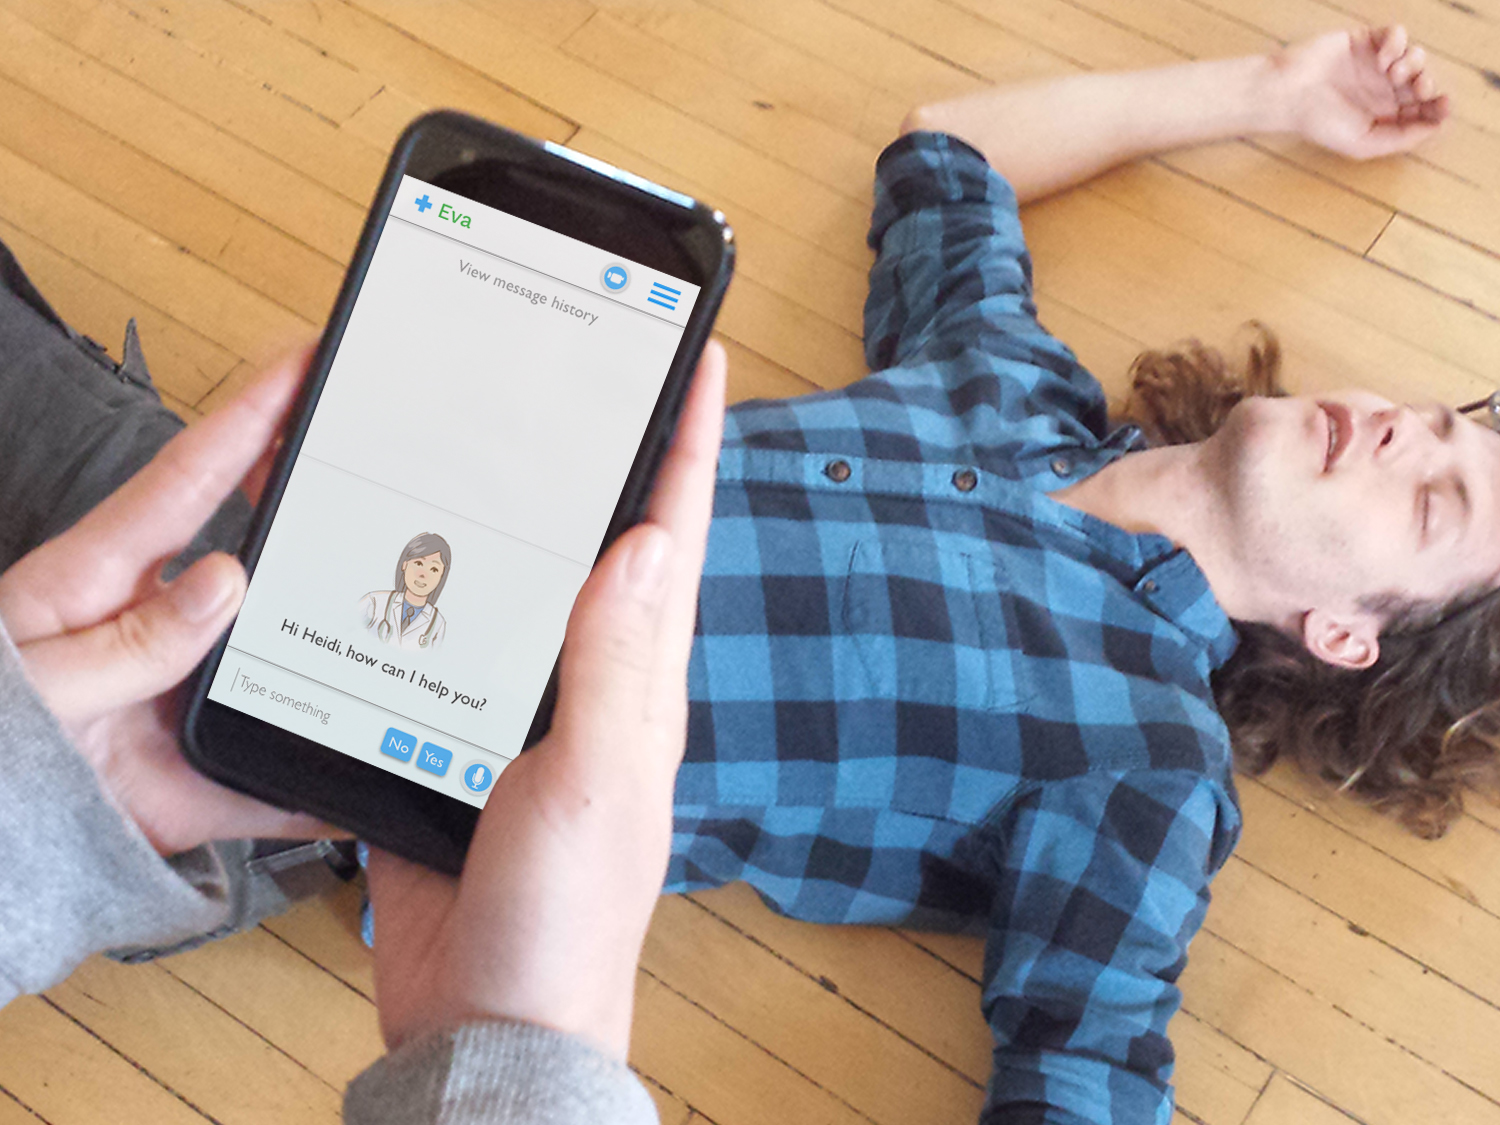 Eva
View message history
Hi Heidi, how can I help you?
Type something
No
Yes